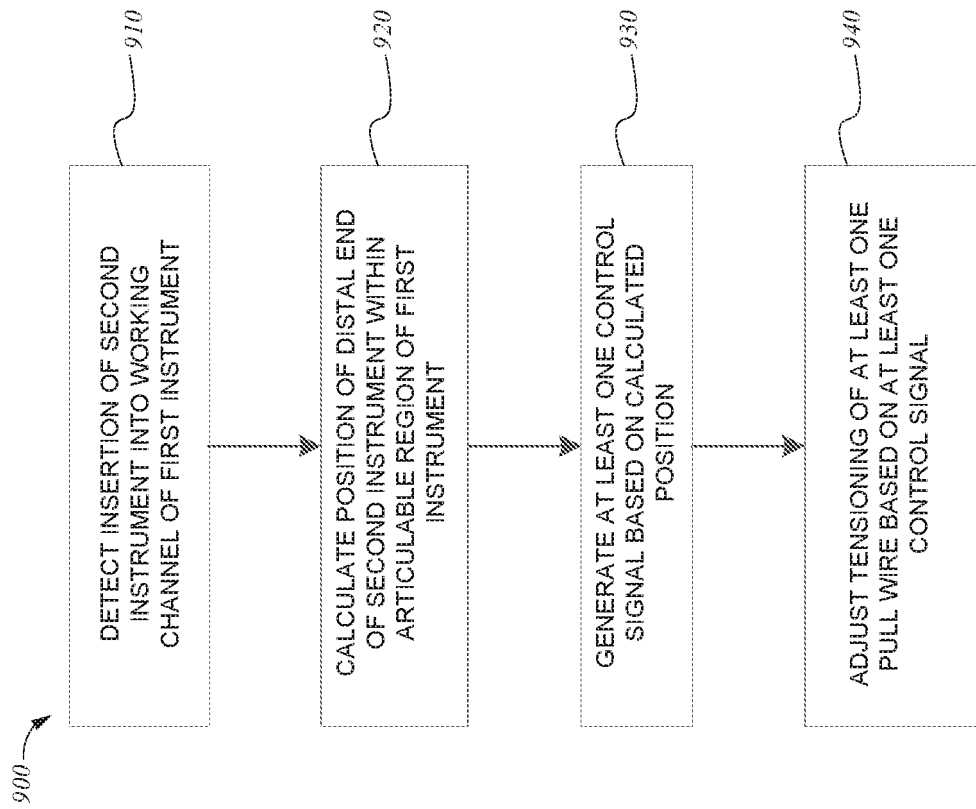 900
DETECT INSERTION OF SECOND
INSTRUMENT INTO WORKING
CHANNEL OF FIRST INSTRUMENT
910
CALCULATE POSITION OF DISTAL END
OF SECOND INSTRUMENT WITHIN
ARTICULABLE REGION OF FIRST
INSTRUMENT
920
GENERATE AT LEAST ONE CONTROL
SIGNAL BASED ON CALCULATED
POSITION
930
ADJUST TENSIONING OF AT LEAST ONE
PULL WIRE BASED ON AT LEAST ONE
CONTROL SIGNAL
940